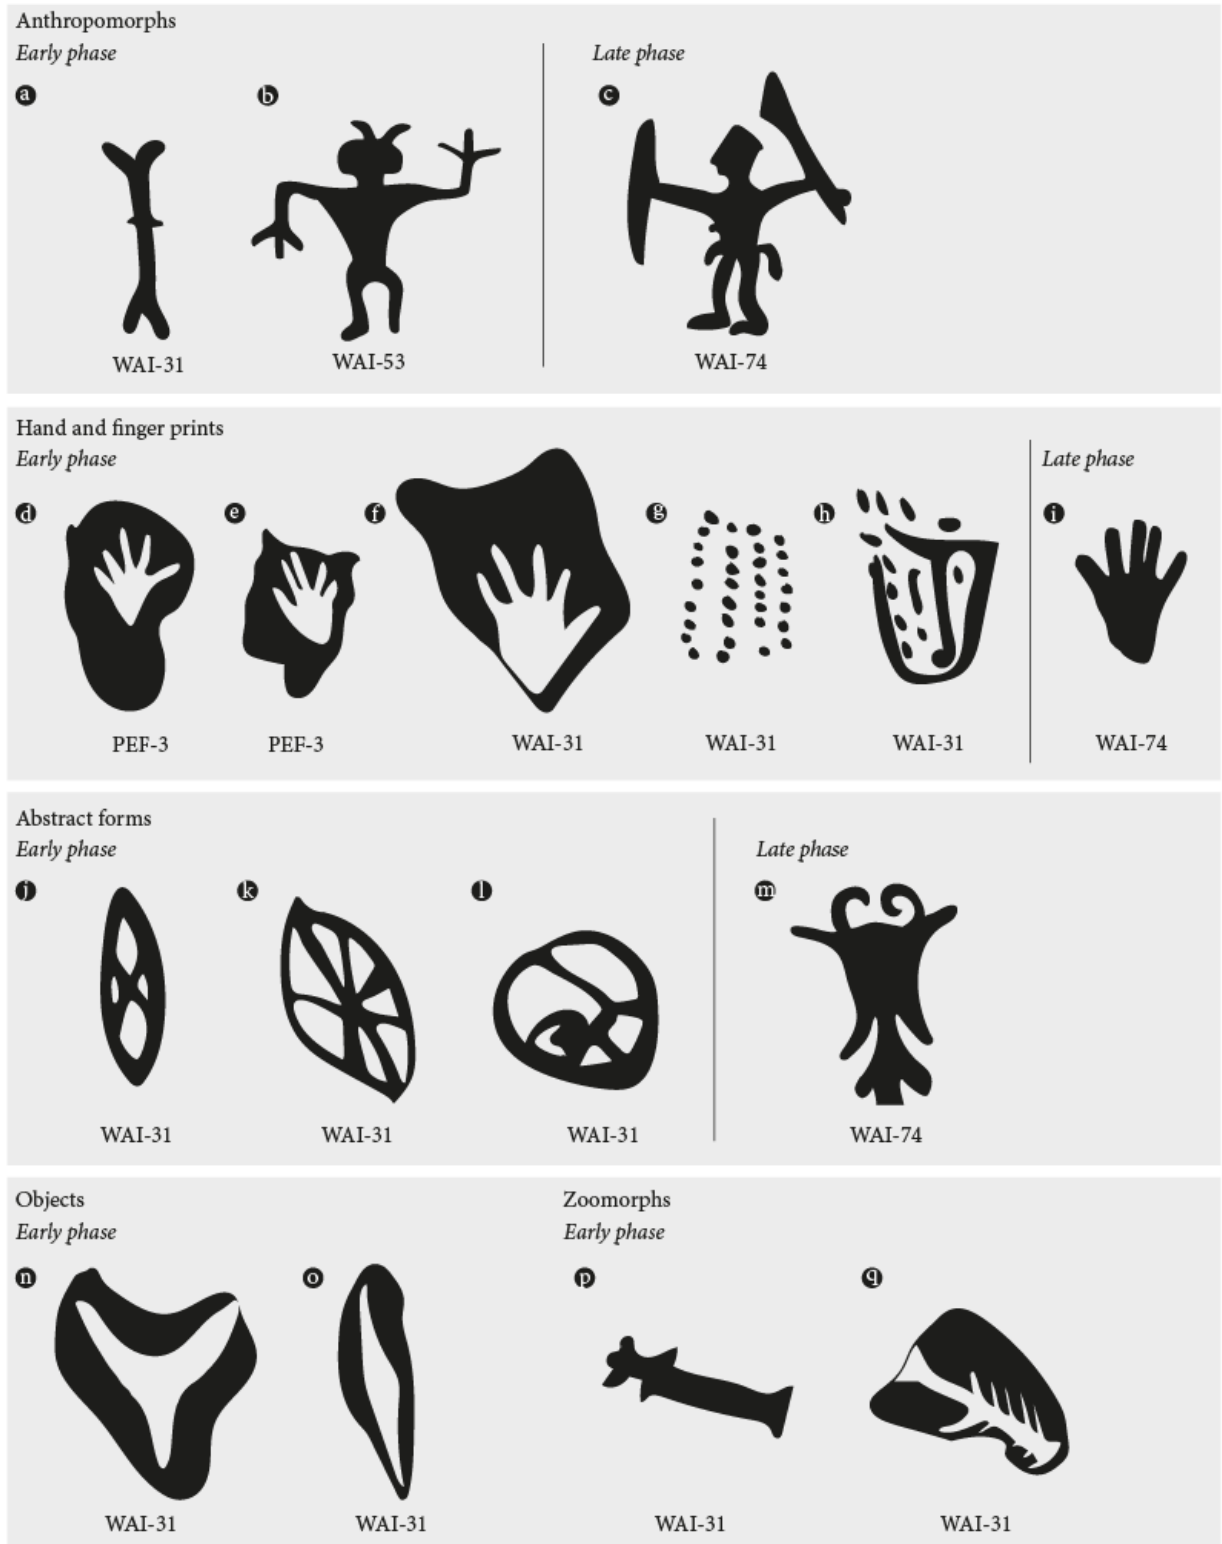 Anthropomorphs
Early phase
Late phase
a
b
c
WAI-31
WAI-53
WAI-74
Hand and finger prints
Early phase
Late phase
d
e
f
g
h
i
PEF-3
PEF-3
WAI-31
WAI-31
WAI-31
WAI-74
Abstract forms
Early phase
Late phase
j
k
l
m
WAI-31
WAI-31
WAI-31
WAI-74
Objects
Early phase
Zoomorphs
Early phase
n
o
p
q
WAI-31
WAI-31
WAI-31
WAI-31